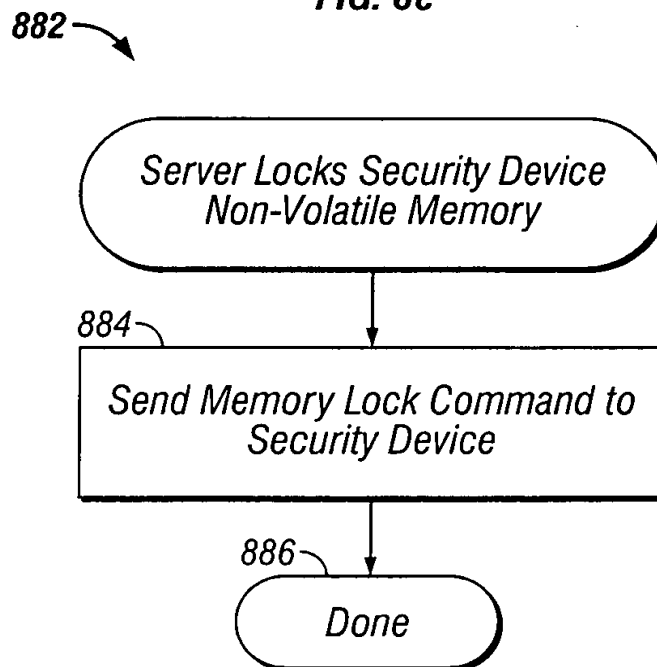 882
Server Locks Security Device
Non-Volatile Memory
884
Send Memory Lock Command to
Security Device
886
Done